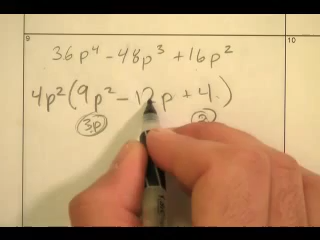 9
10
36p⁴ - 48p³ + 16p²
4p²(9p² - 12p + 4)
3p 2